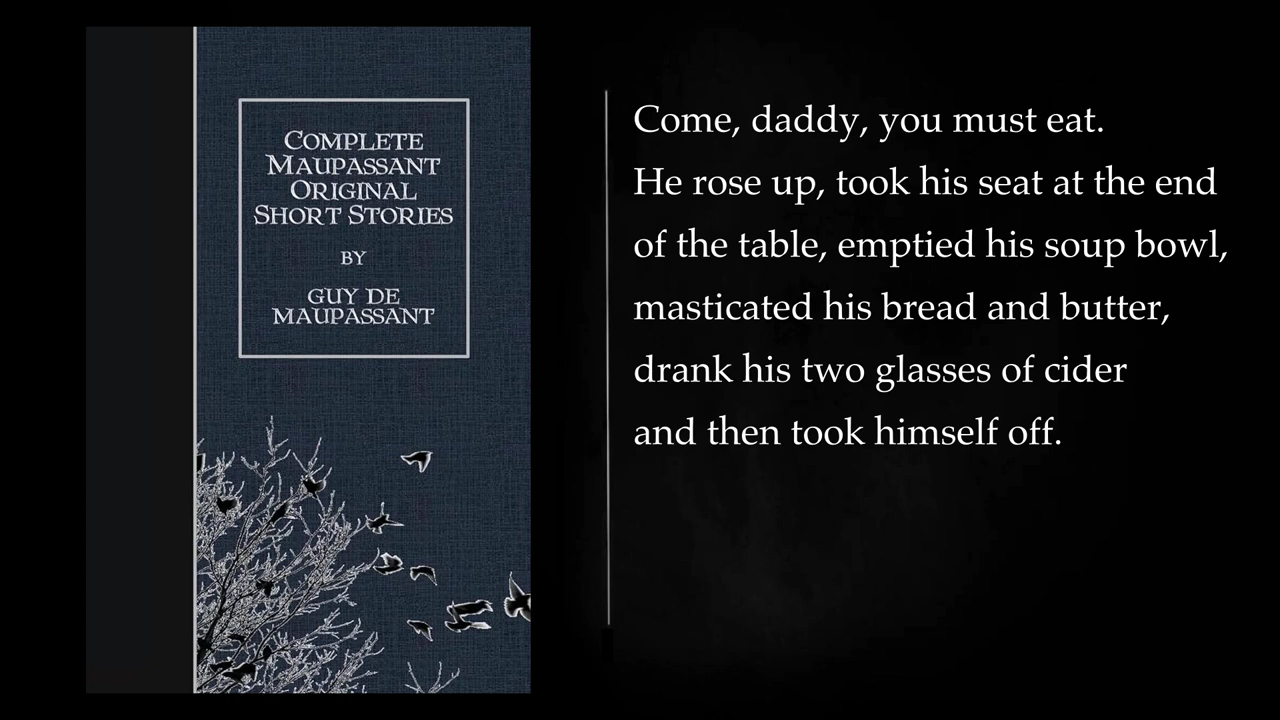 COMPLETE
MAUPASSANT
ORIGINAL
SHORT STORIES
BY
GUY DE
MAUPASSANT
Come, daddy, you must eat.
He rose up, took his seat at the end
of the table, emptied his soup bowl,
masticated his bread and butter,
drank his two glasses of cider
and then took himself off.